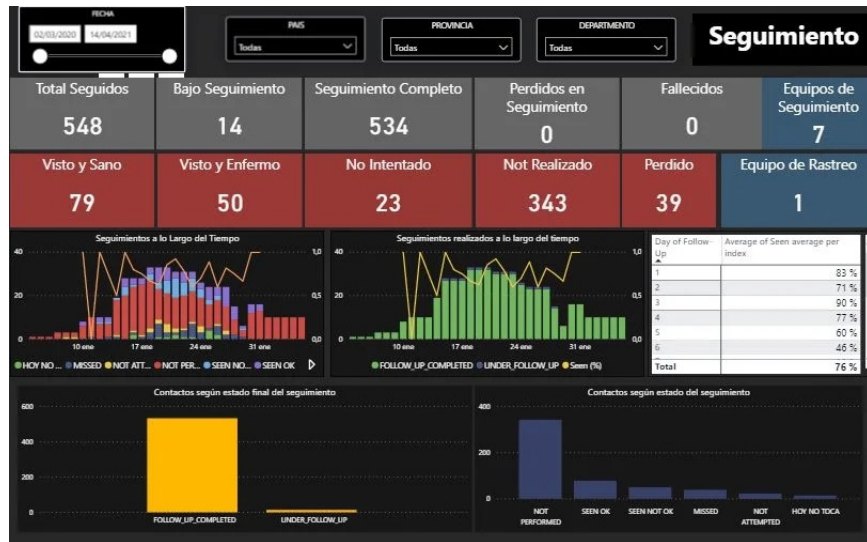 FECHA
02/03/2020 14/04/2021
PAIS
Todas
PROVINCIA
Todas
DEPARTMENTO
Todas
Seguimiento
Total Seguidos
548
Bajo Seguimiento
14
Seguimiento Completo
534
Perdidos en
Seguimiento
0
Fallecidos
0
Equipos de
Seguimiento
7
Visto y Sano
79
Visto y Enfermo
50
No Intentado
23
Not Realizado
343
Perdido
39
Equipo de Rastreo
1
Seguimientos a lo Largo del Tiempo
40
20
0
1,0
0,5
0,0
10 ene 17 ene 24 ene 31 ene
HOY NO ... MISSED NOT ATT... NOT PER... SEEN NO... SEEN OK
Seguimientos realizados a lo largo del tiempo
40
20
0
1,0
0,5
0,0
10 ene 17 ene 24 ene 31 ene
FOLLOW_UP_COMPLETED UNDER_FOLLOW_UP Seen (%)
Day of Follow-
Up
Average of Seen average per
index
1 83 %
2 71 %
3 90 %
4 77 %
5 60 %
6 46 %
Total 76 %
Contactos según estado final del seguimiento
600
400
200
0
FOLLOW_UP_COMPLETED UNDER_FOLLOW_UP
Contactos según estado del seguimiento
400
200
0
NOT
PERFORMED
SEEN OK
SEEN NOT OK
MISSED
NOT
ATTEMPTED
HOY NO TOCA